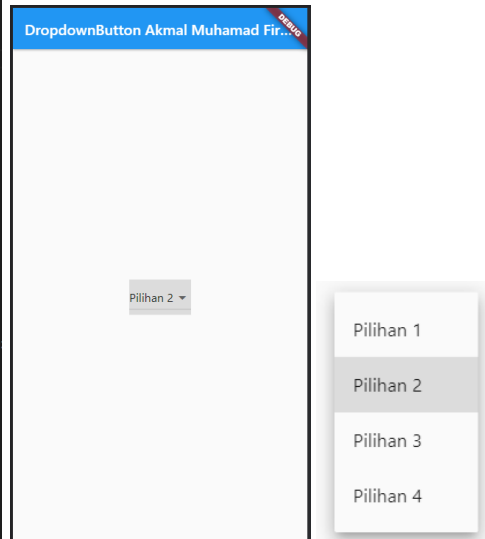 DropdownButton Akmal Muhamad Fir...
DEBUG
Pilihan 2
Pilihan 1
Pilihan 2
Pilihan 3
Pilihan 4